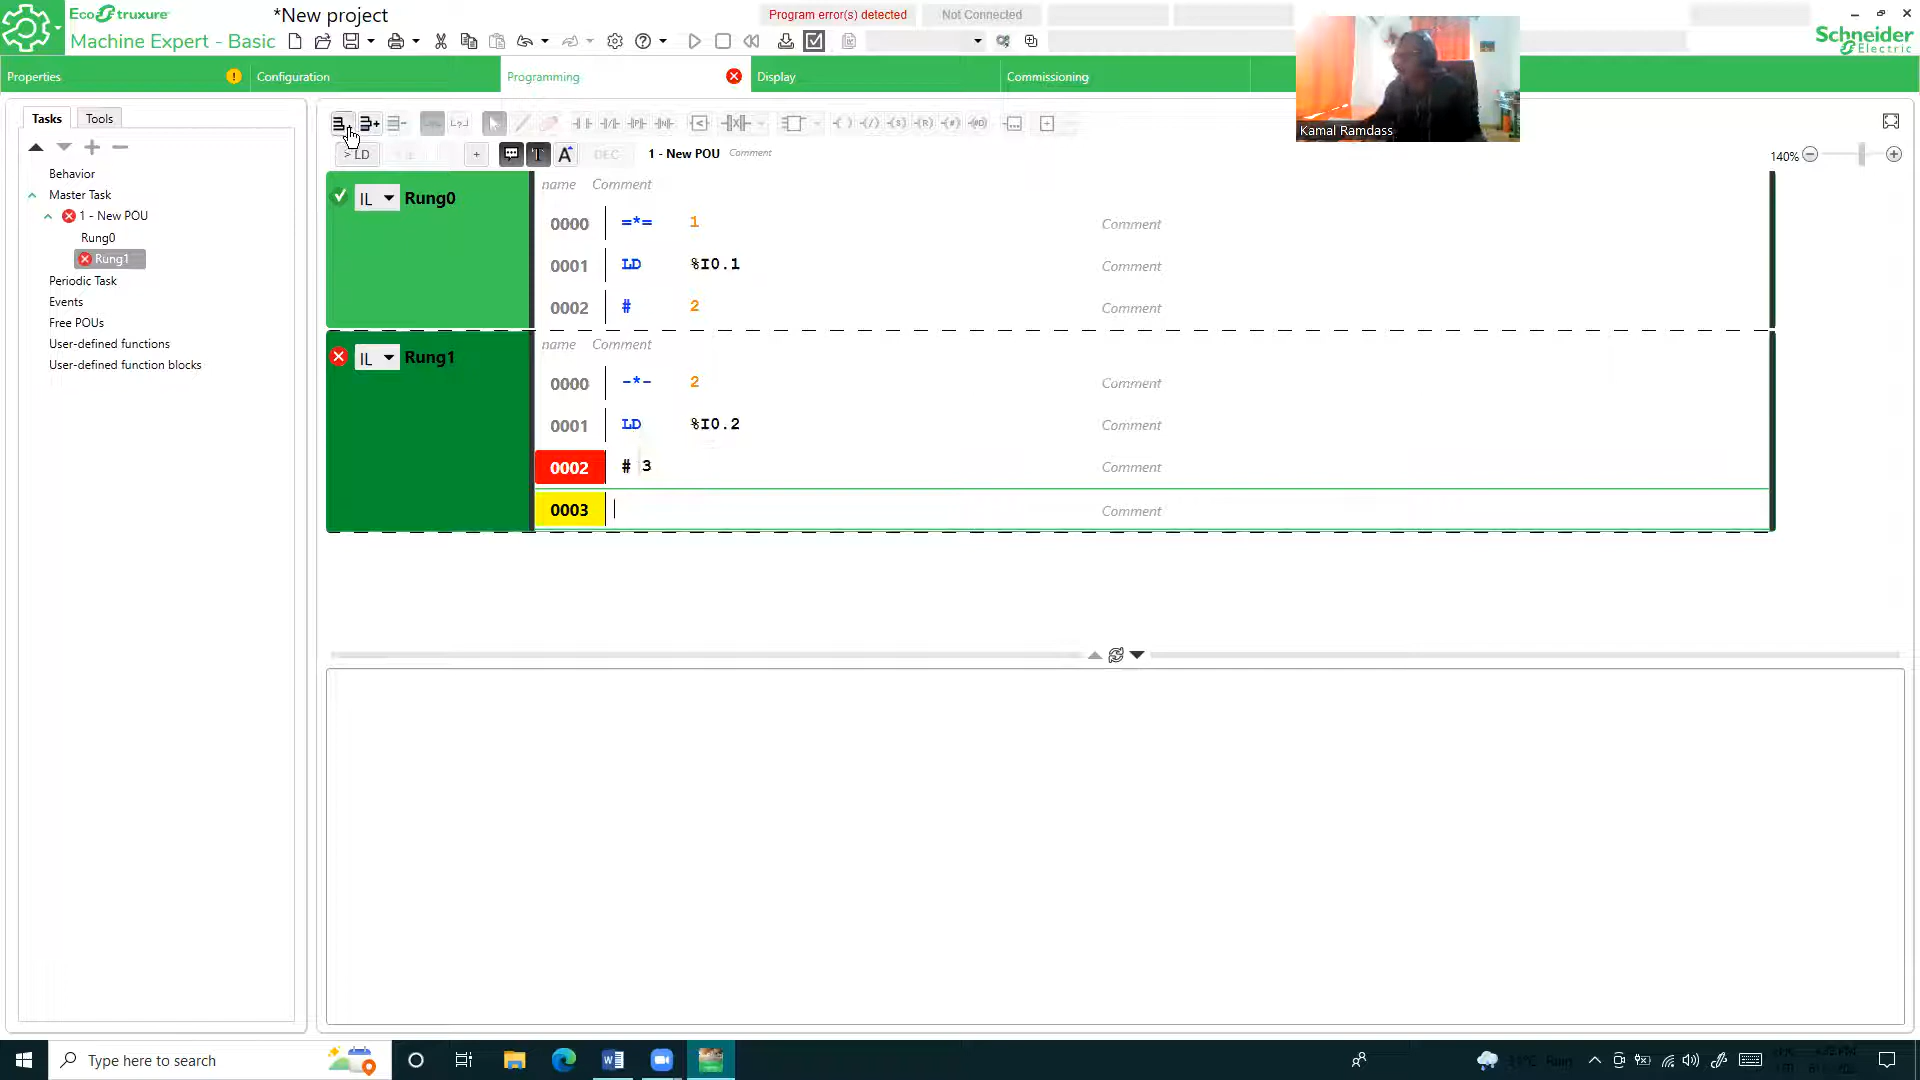 EcoStruxure
Machine Expert - Basic
*New project
Program error(s) detected
Not Connected
Schneider
Electric
Properties
Configuration
Programming
Display
Commissioning
Kamal Ramdass
Tasks
Tools
> LD
T
A
DEC
1 - New POU
Comment
140%
Behavior
Master Task
1 - New POU
Rung0
Rung1
Periodic Task
Events
Free POUs
User-defined functions
User-defined function blocks
IL Rung0
name Comment
0000 =*= 1 Comment
0001 LD %I0.1 Comment
0002 # 2 Comment
IL Rung1
name Comment
0000 -*- 2 Comment
0001 LD %I0.2 Comment
0002 # 3 Comment
0003 Comment
Type here to search
Rain